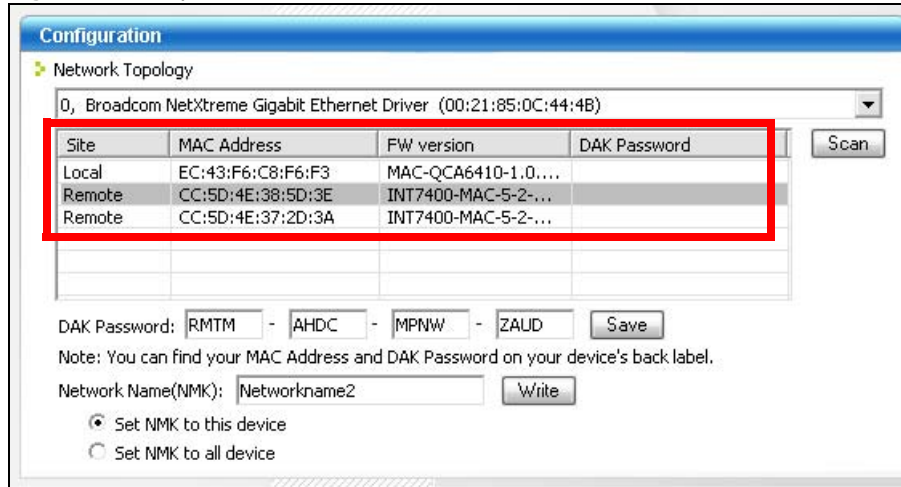 Configuration
Network Topology
0, Broadcom NetXtreme Gigabit Ethernet Driver (00:21:85:0C:44:4B)
Site MAC Address FW version DAK Password Scan
Local EC:43:F6:C8:F6:F3 MAC-QCA6410-1.0....
Remote CC:5D:4E:38:5D:3E INT7400-MAC-5-2-...
Remote CC:5D:4E:37:2D:3A INT7400-MAC-5-2-...
DAK Password: RMTM - AHDC - MPNW - ZAUD Save
Note: You can find your MAC Address and DAK Password on your device's back label.
Network Name(NMK): Networkname2 Write
Set NMK to this device
Set NMK to all device